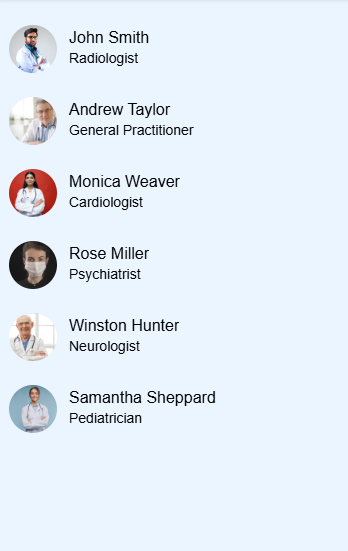 John Smith
Radiologist
Andrew Taylor
General Practitioner
Monica Weaver
Cardiologist
Rose Miller
Psychiatrist
Winston Hunter
Neurologist
Samantha Sheppard
Pediatrician